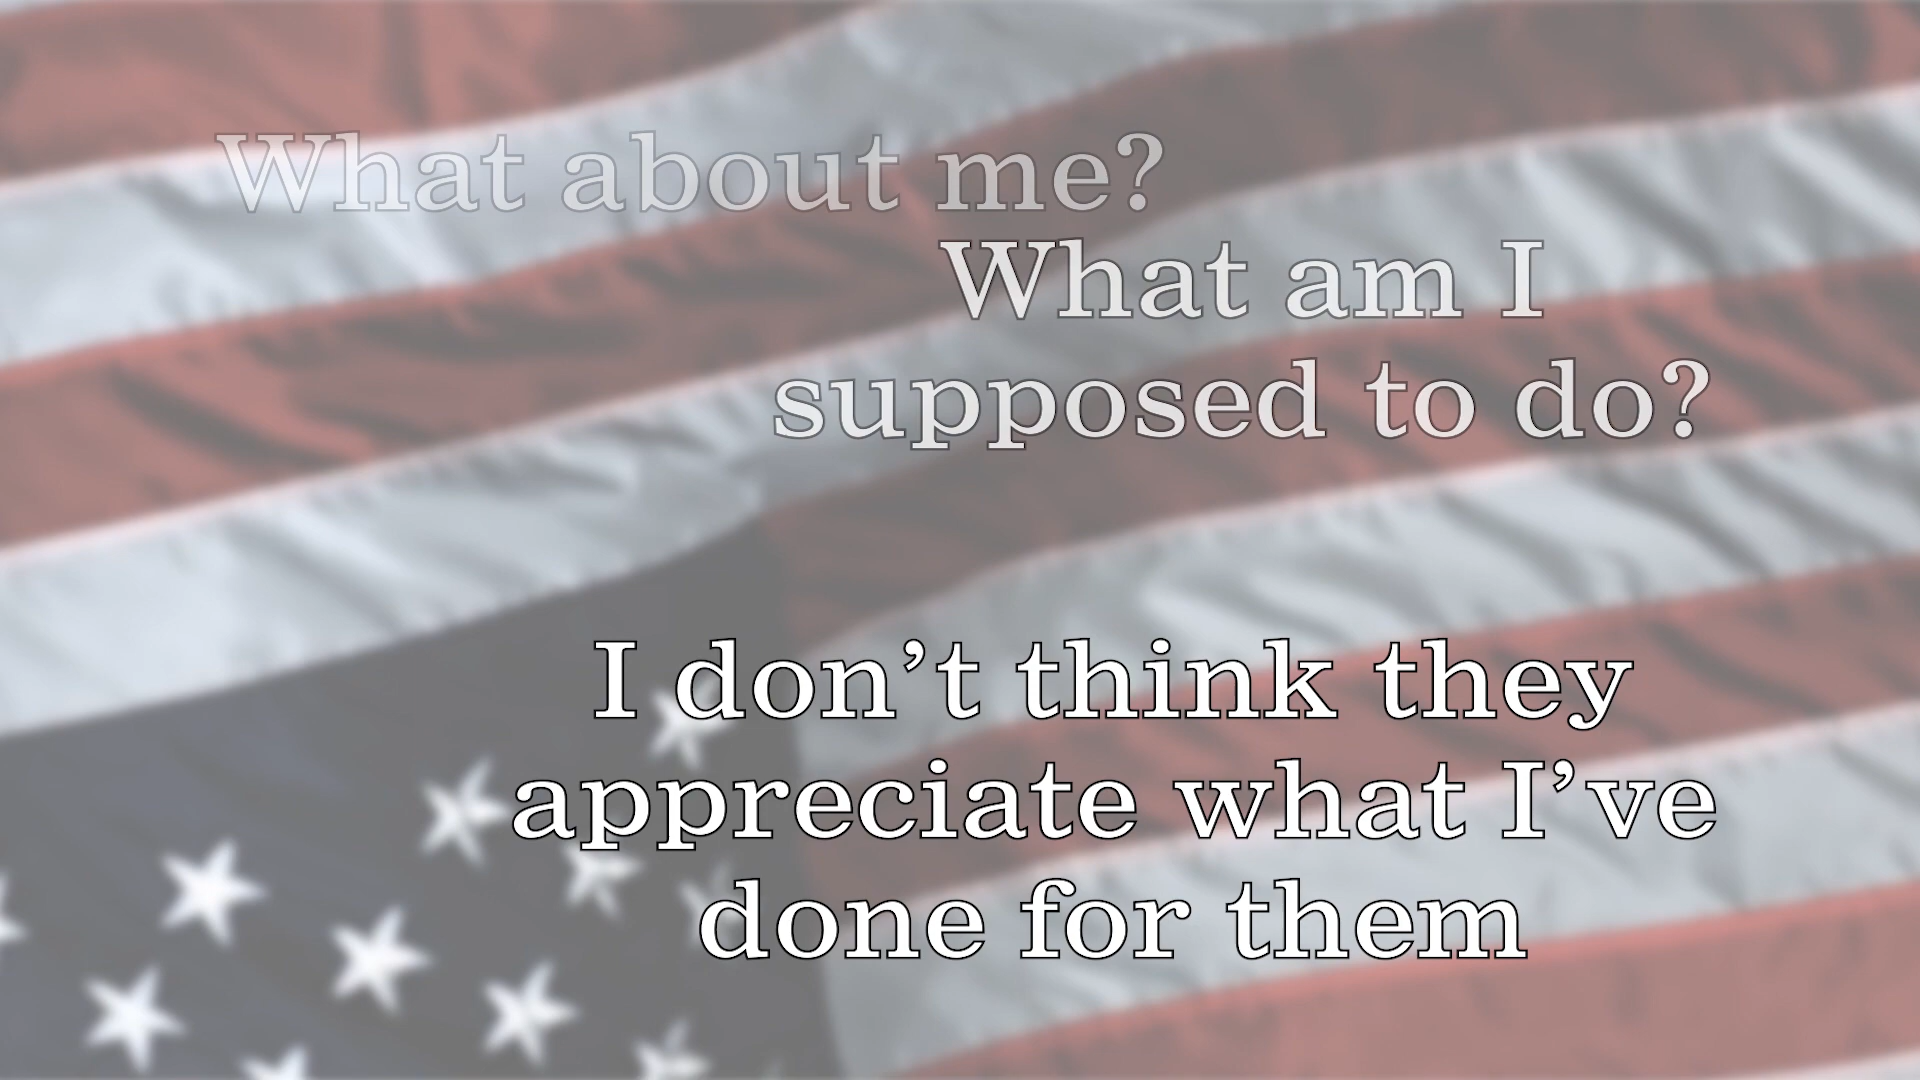 What about me?
What am I
supposed to do?
I don’t think they
appreciate what I’ve
done for them